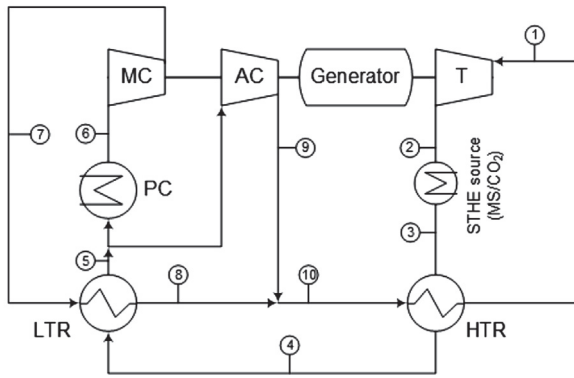 1
MC
AC
Generator
T
7
6
9
2
PC
STHE source
(MS/CO₂)
3
5
8
10
LTR
HTR
4